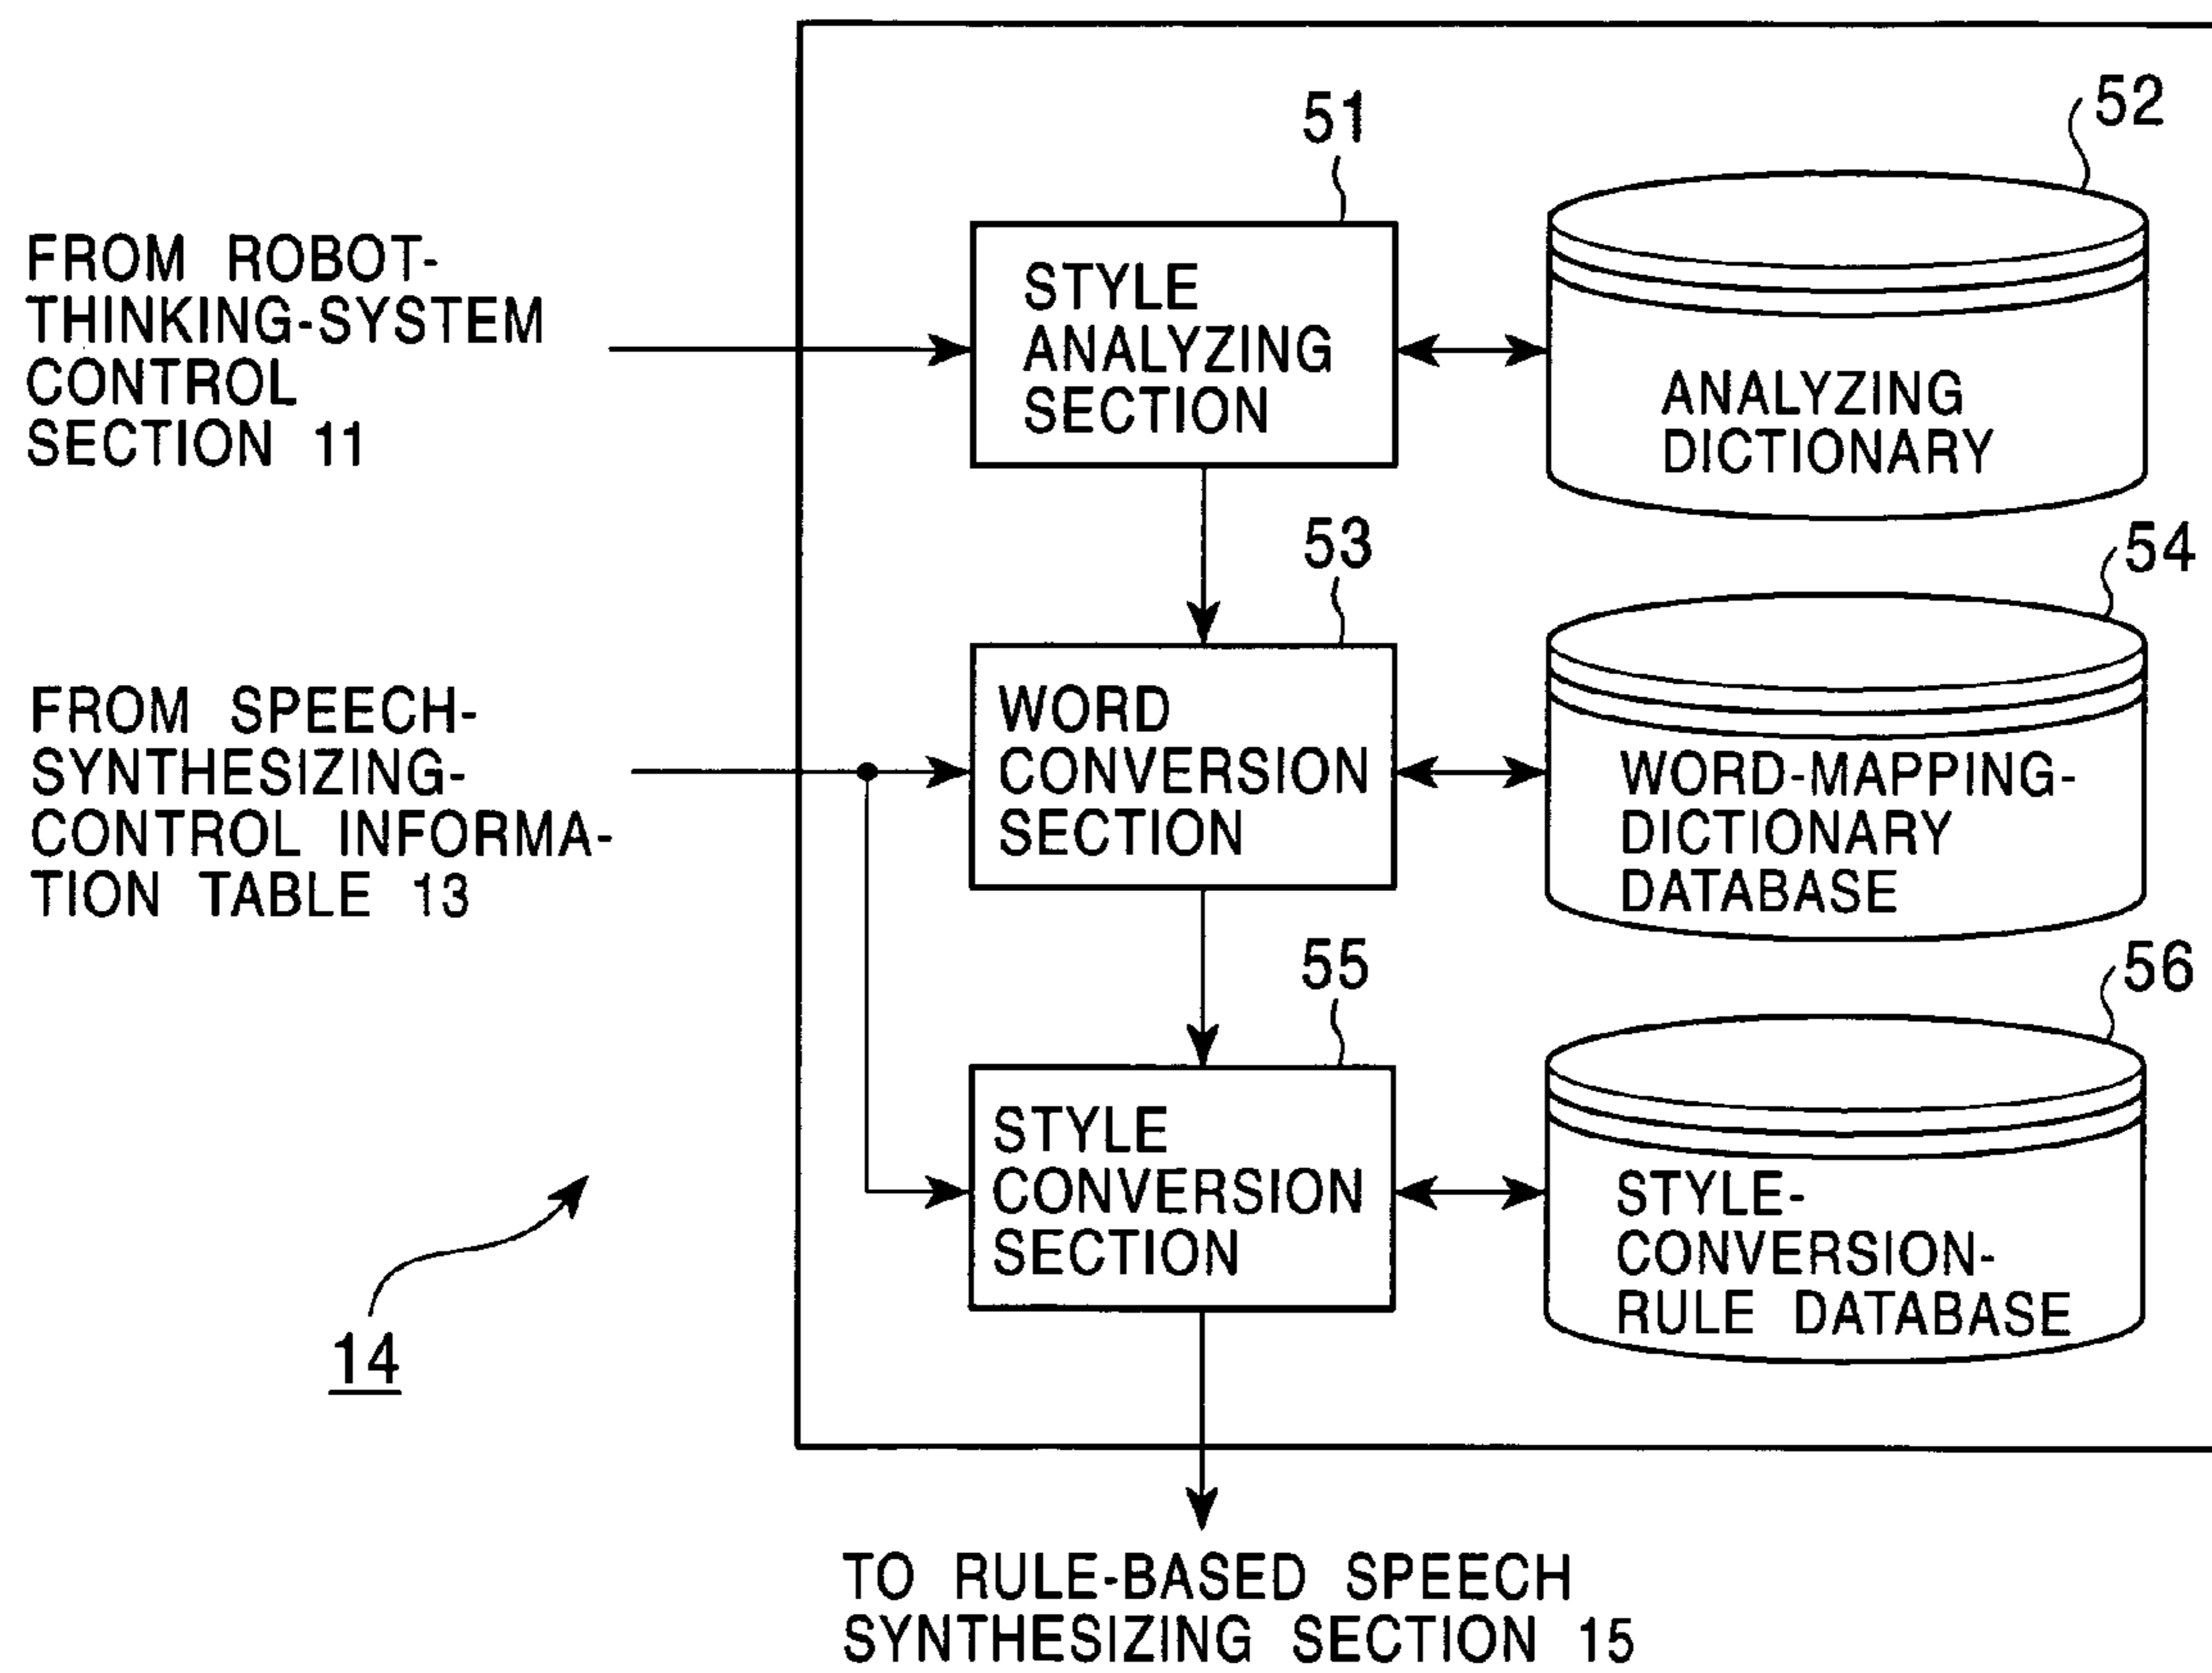 51
52
FROM ROBOT-
THINKING-SYSTEM
CONTROL
SECTION 11
STYLE
ANALYZING
SECTION
ANALYZING
DICTIONARY
53
54
FROM SPEECH-
SYNTHESIZING-
CONTROL INFORMA-
TION TABLE 13
WORD
CONVERSION
SECTION
WORD-MAPPING-
DICTIONARY
DATABASE
55
56
STYLE
CONVERSION
SECTION
STYLE-
CONVERSION-
RULE DATABASE
14
TO RULE-BASED SPEECH
SYNTHESIZING SECTION 15